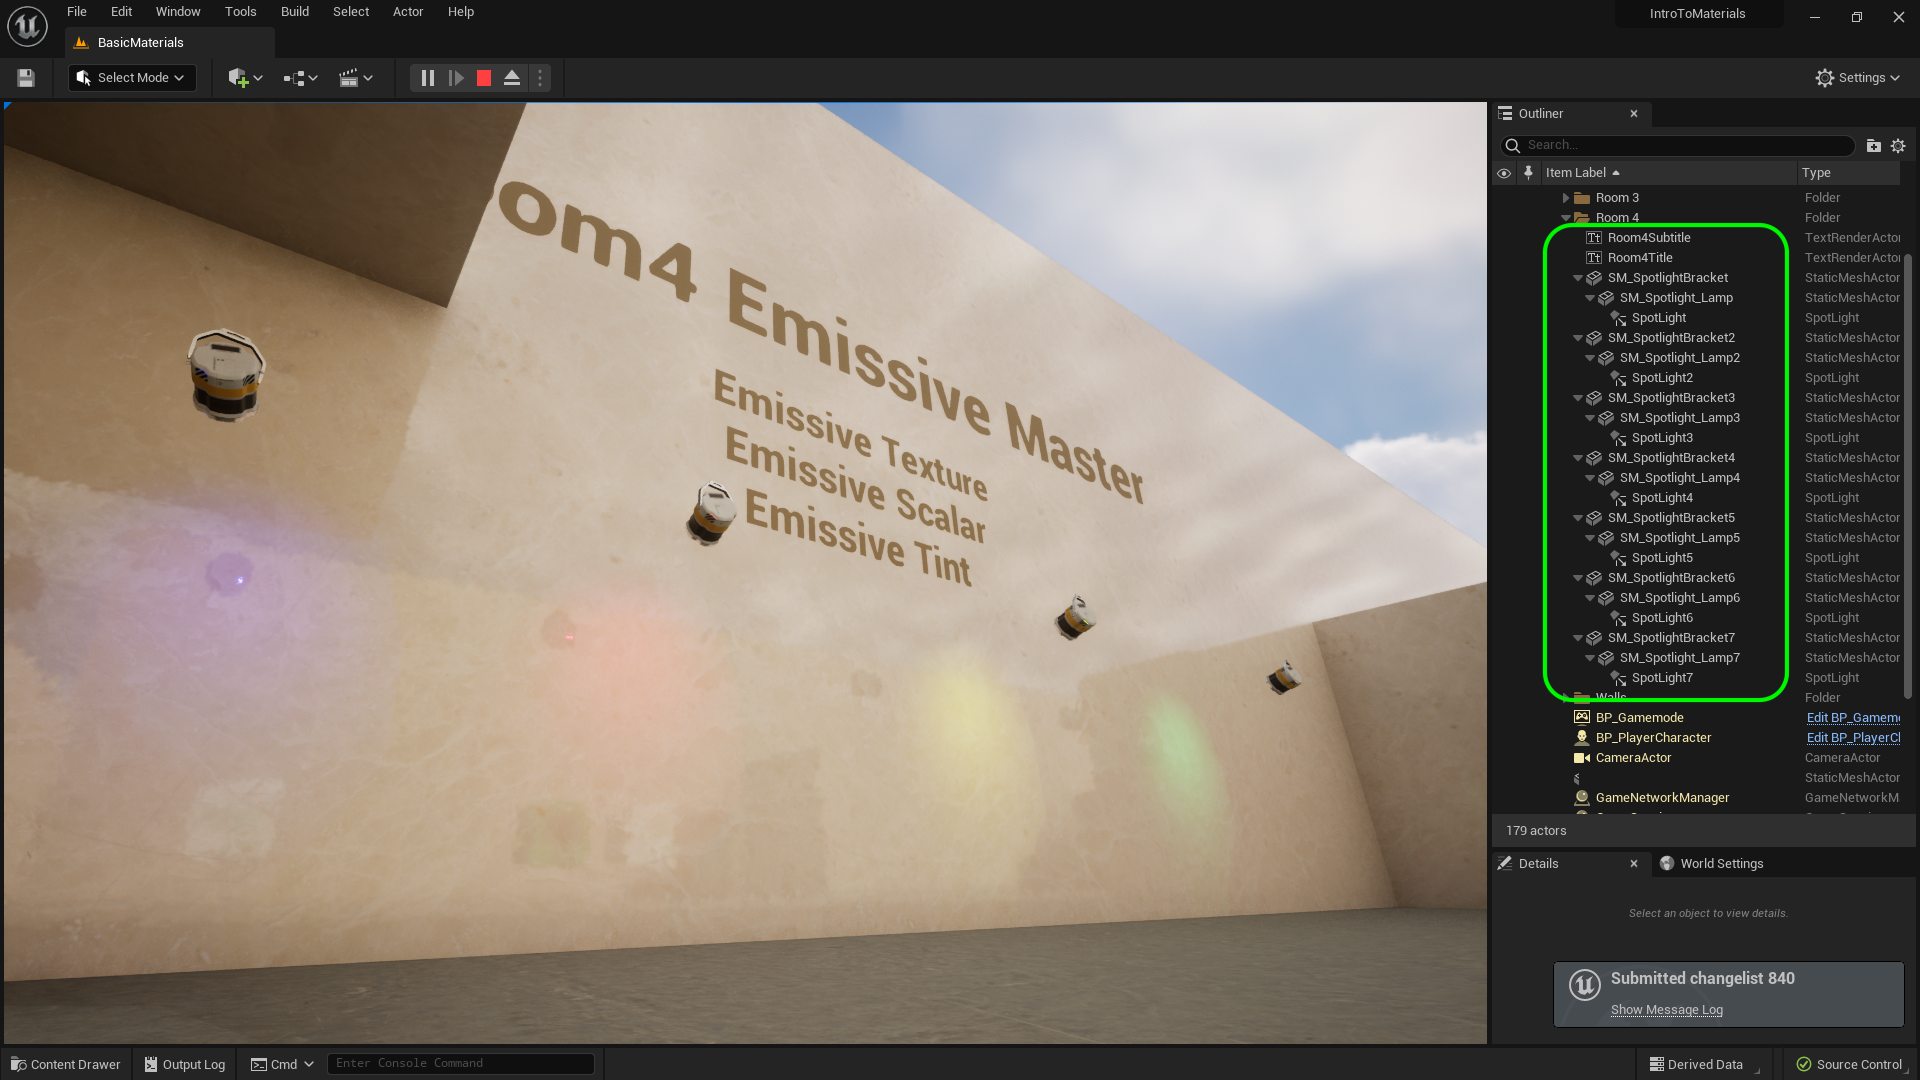 File Edit Window Tools Build Select Actor Help
IntroToMaterials
BasicMaterials
Select Mode
Settings
om4 Emissive Master
Emissive Texture
Emissive Scalar
Emissive Tint
Outliner
Search...
Item Label Type
Room 3 Folder
Room 4 Folder
Room4Subtitle TextRenderActor
Room4Title TextRenderActor
SM_SpotlightBracket StaticMeshActor
SM_Spotlight_Lamp StaticMeshActor
SpotLight SpotLight
SM_SpotlightBracket2 StaticMeshActor
SM_Spotlight_Lamp2 StaticMeshActor
SpotLight2 SpotLight
SM_SpotlightBracket3 StaticMeshActor
SM_Spotlight_Lamp3 StaticMeshActor
SpotLight3 SpotLight
SM_SpotlightBracket4 StaticMeshActor
SM_Spotlight_Lamp4 StaticMeshActor
SpotLight4 SpotLight
SM_SpotlightBracket5 StaticMeshActor
SM_Spotlight_Lamp5 StaticMeshActor
SpotLight5 SpotLight
SM_SpotlightBracket6 StaticMeshActor
SM_Spotlight_Lamp6 StaticMeshActor
SpotLight6 SpotLight
SM_SpotlightBracket7 StaticMeshActor
SM_Spotlight_Lamp7 StaticMeshActor
SpotLight7 SpotLight
Walls Folder
BP_Gamemode Edit BP_Gamem
BP_PlayerCharacter Edit BP_PlayerCl
CameraActor CameraActor
StaticMeshActor
GameNetworkManager GameNetworkM
179 actors
Details World Settings
Select an object to view details.
Submitted changelist 840
Show Message Log
Content Drawer Output Log Cmd Enter Console Command Derived Data Source Control